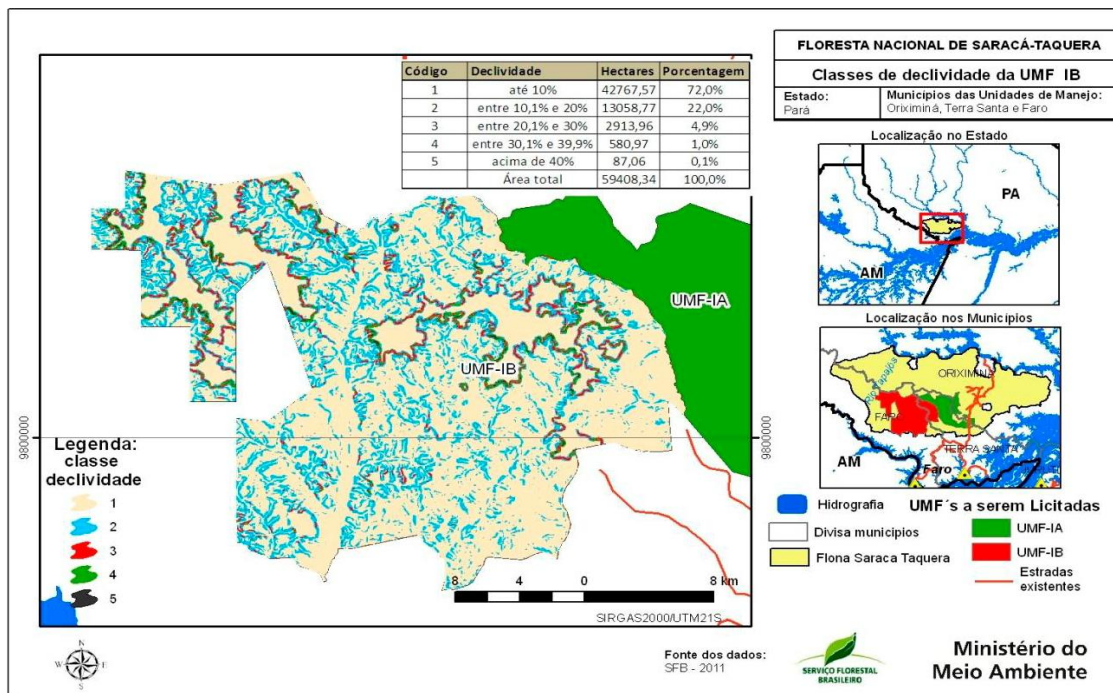 FLORESTA NACIONAL DE SARACÁ-TAQUERA
Classes de declividade da UMF IB
Estado:
Pará
Municípios das Unidades de Manejo:
Oriximiná, Terra Santa e Faro
Código Declividade Hectares Porcentagem
1 até 10% 42767,57 72,0%
2 entre 10,1% e 20% 13058,77 22,0%
3 entre 20,1% e 30% 2913,96 4,9%
4 entre 30,1% e 39,9% 580,97 1,0%
5 acima de 40% 87,06 0,1%
Área total 59408,34 100,0%
UMF-IA
UMF-IB
9800000
9800000
Legenda:
classe
declividade
1
2
3
4
5
8 4 0 8 km
SIRGAS2000/UTM21S
Localização no Estado
PA
AM
Localização nos Municípios
ORIXIMINA
FARO
TERRA SANTA
AM
Faro
Hidrografia
Divisa municípios
Flona Saraca Taquera
UMF´s a serem Licitadas
UMF-IA
UMF-IB
Estradas
existentes
N
S
Fonte dos dados:
SFB - 2011
SERVIÇO FLORESTAL
BRASILEIRO
Ministério do
Meio Ambiente